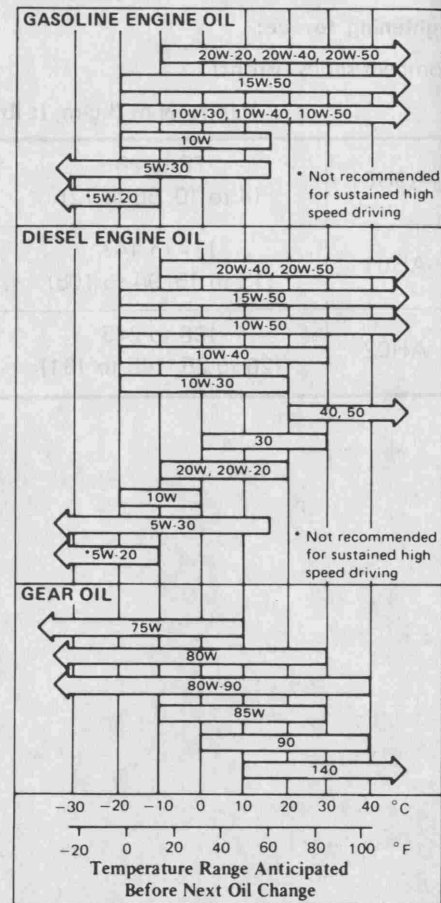 ghtening for ce:
GASOLINE ENGINE OIL
20W-20, 20W-40, 20W-50
15W-50
10W-30, 10W-40, 10W-50
10W
5W-30
*5W-20
* Not recommended
for sustained high
speed driving
DIESEL ENGINE OIL
20W-40, 20W-50
15W-50
10W-50
10W-40
10W-30
40, 50
30
20W, 20W-20
10W
5W-30
*5W-20
* Not recommended
for sustained high
speed driving
GEAR OIL
75W
80W
80W-90
85W
90
140
-30 -20 -10 0 10 20 30 40 °C
-20 0 20 40 60 80 100 °F
Temperature Range Anticipated
Before Next Oil Change